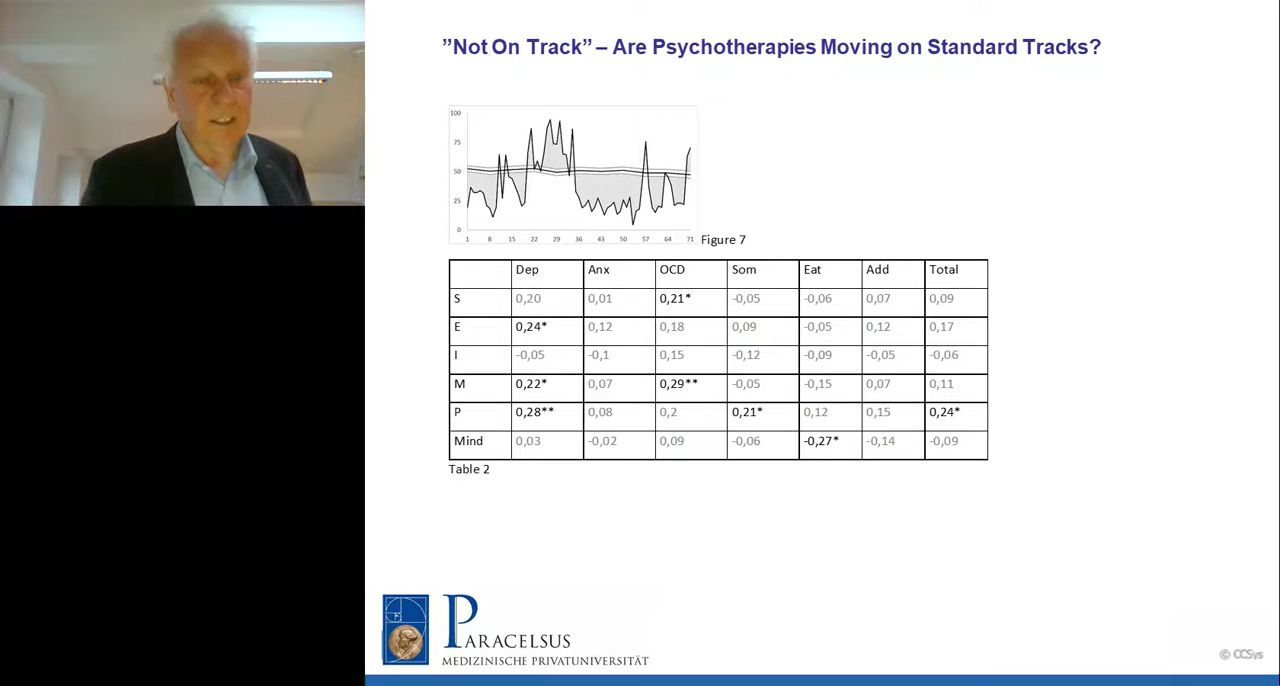 ”Not On Track” – Are Psychotherapies Moving on Standard Tracks?
100
75
50
25
0
1 8 15 22 29 36 43 50 57 64 71
Figure 7
Dep Anx OCD Som Eat Add Total
S 0,20 0,01 0,21* -0,05 -0,06 0,07 0,09
E 0,24* 0,12 0,18 0,09 -0,05 0,12 0,17
I -0,05 -0,1 0,15 -0,12 -0,09 -0,05 -0,06
M 0,22* 0,07 0,29** -0,05 -0,15 0,07 0,11
P 0,28** 0,08 0,2 0,21* 0,12 0,15 0,24*
Mind 0,03 -0,02 0,09 -0,06 -0,27* -0,14 -0,09
Table 2
PARACELSUS
MEDIZINISCHE PRIVATUNIVERSITÄT
© CCSys